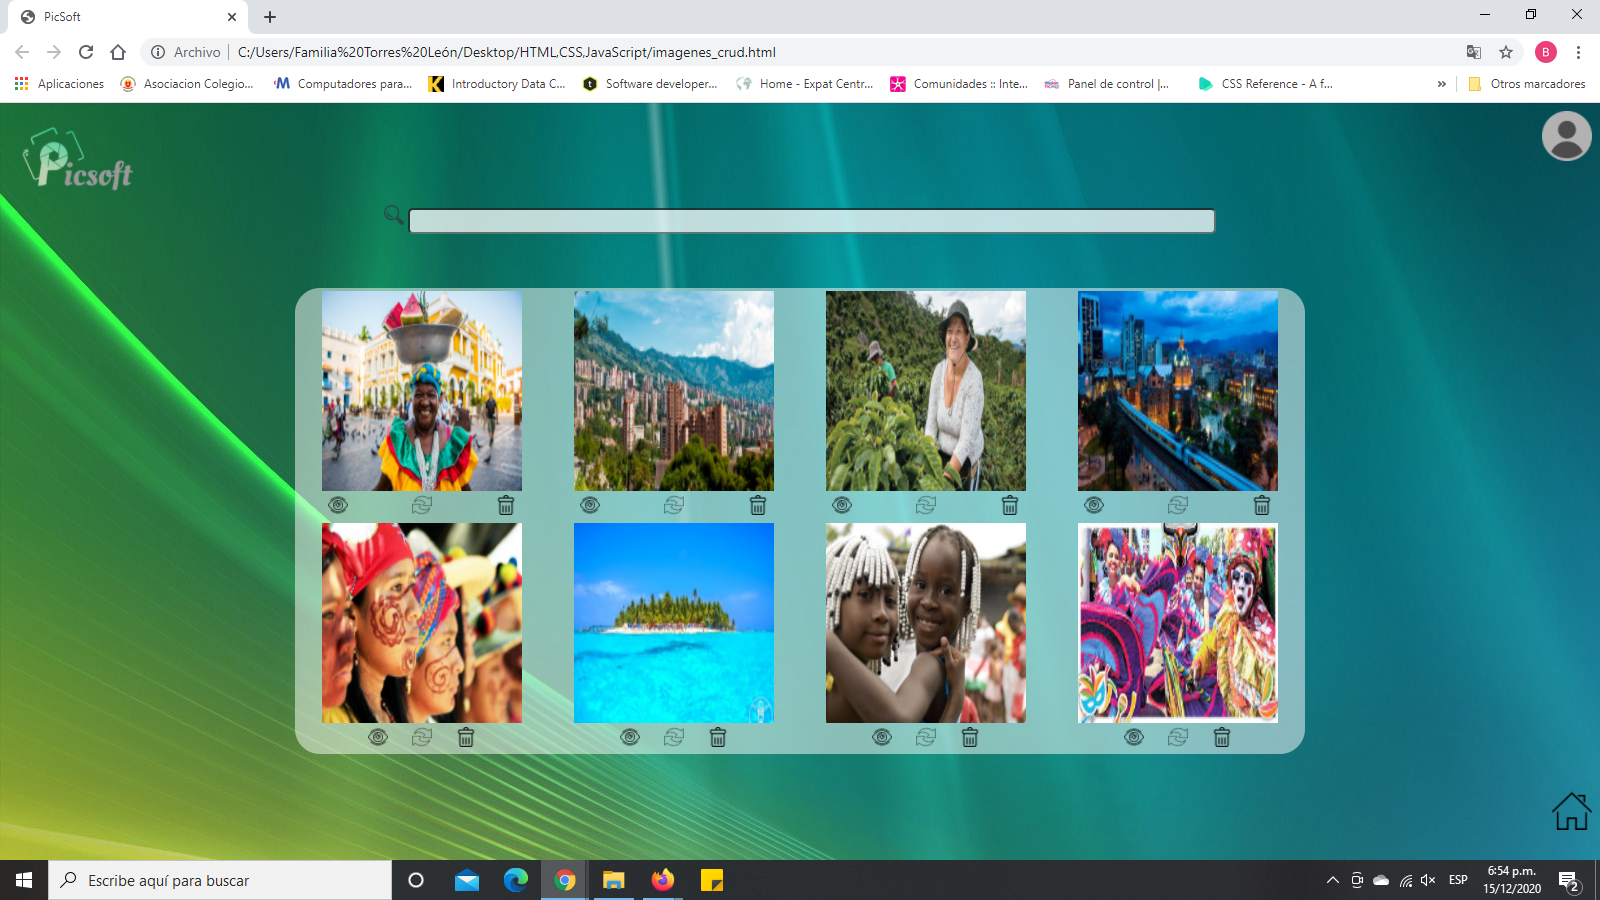 PicSoft
Archivo
C:/Users/Familia%20Torres%20León/Desktop/HTML,CSS,JavaScript/imagenes_crud.html
B
Aplicaciones
Asociacion Colegio...
Computadores para...
Introductory Data C...
Software developer...
Home - Expat Centr...
Comunidades :: Inte...
Panel de control |...
CSS Reference - A f...
»
Otros marcadores
Picsoft
Escribe aquí para buscar
ESP
6:54 p.m.
15/12/2020
2